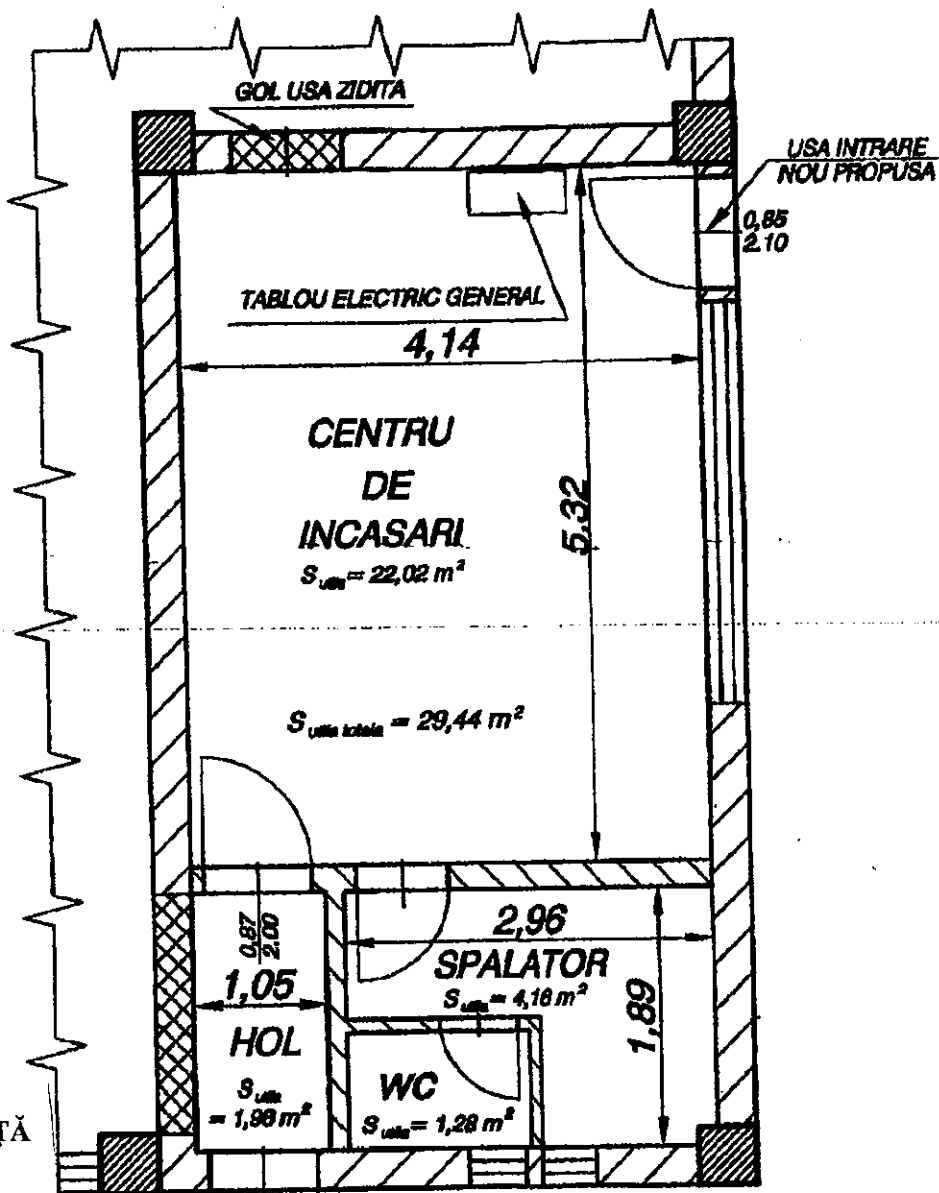 GOL USA ZIDITA
USA INTRARE
NOU PROPUSA
0,85
2.10
TABLOU ELECTRIC GENERAL
4,14
CENTRU
DE
INCASARI
S utila = 22,02 m²
5,32
S utila totala = 29,44 m²
0,87
2.00
1,05
HOL
S utila
= 1,98 m²
2,96
SPALATOR
S utila = 4,16 m²
1,89
WC
S utila = 1,28 m²
ȚĂ